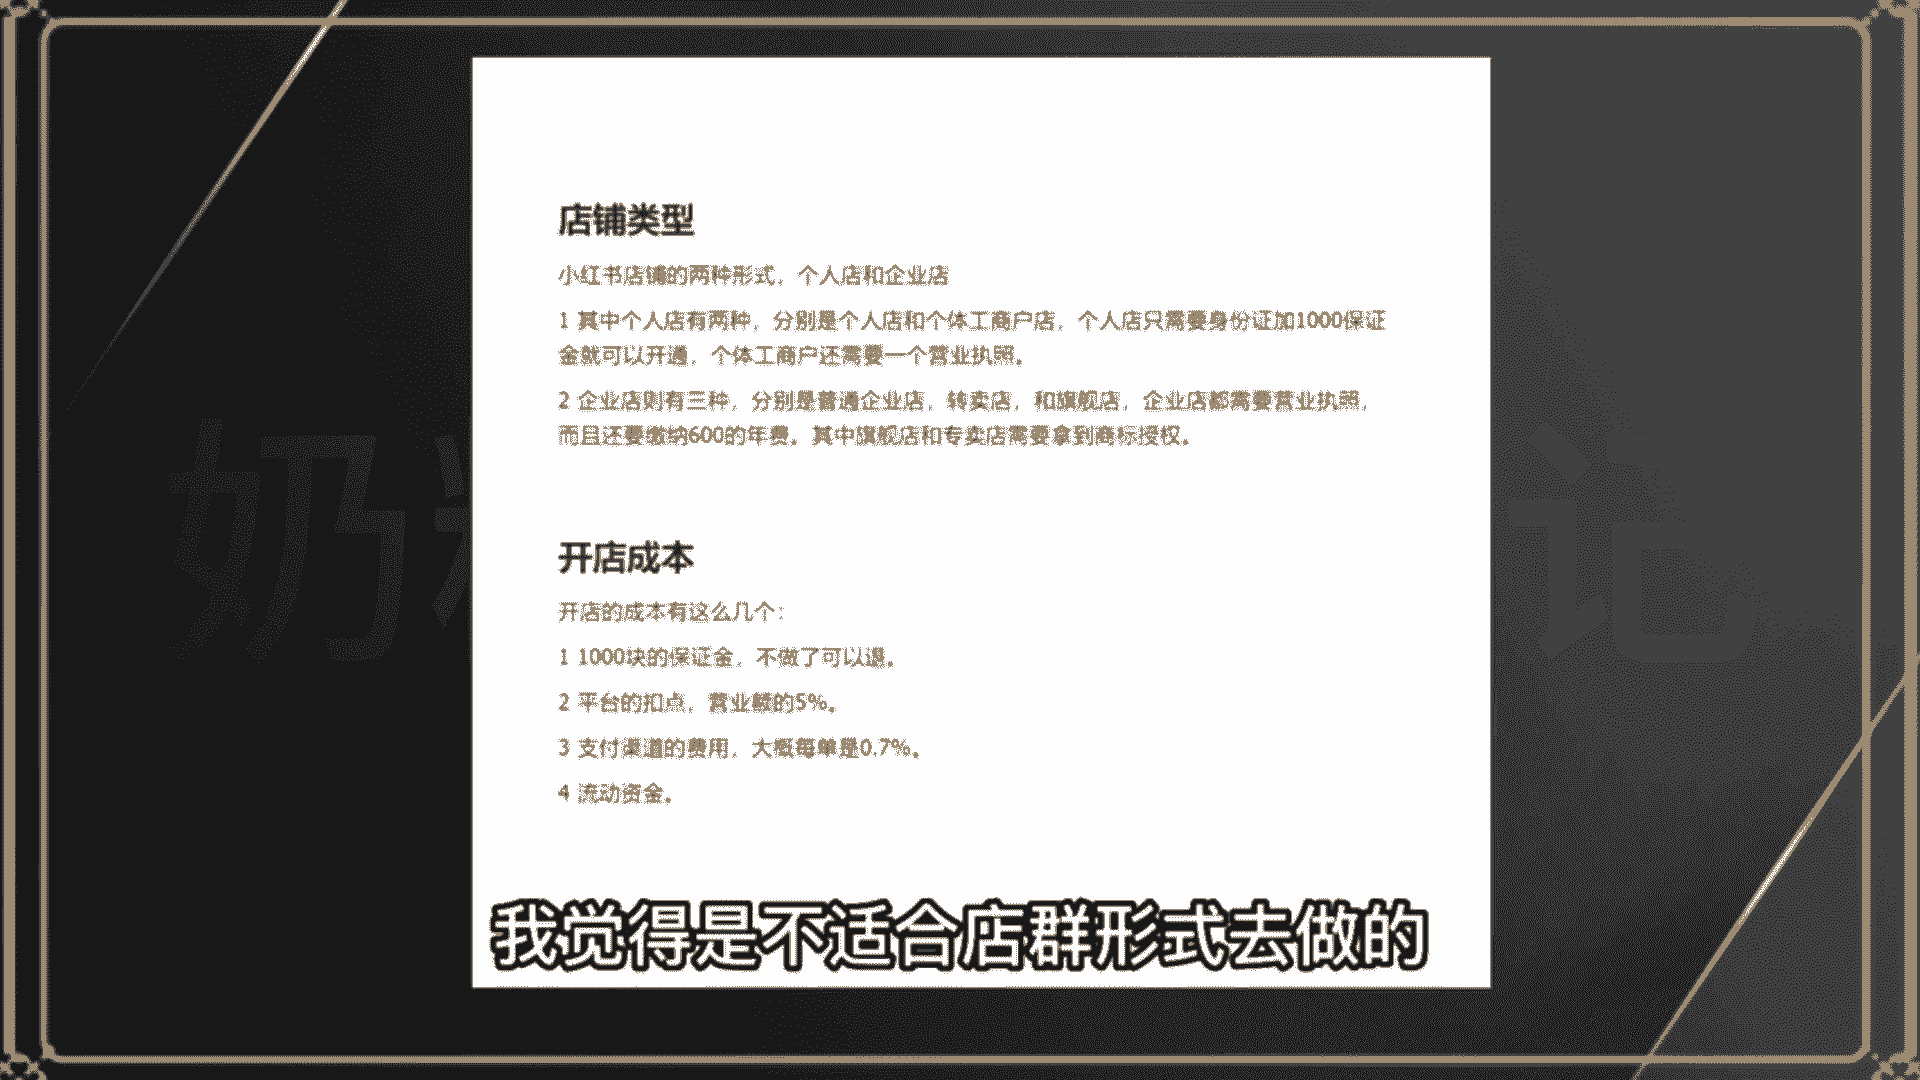 店铺类型
小红书店铺的两种形式，个人店和企业店
1 其中个人店有两种，分别是个人店和个体工商户店，个人店只需要身份证加1000保证
金就可以开通，个体工商户还需要一个营业执照。
2 企业店则有三种，分别是普通企业店，转卖店，和旗舰店，企业店都需要营业执照，
而且还要缴纳600的年费。其中旗舰店和专卖店需要拿到商标授权。
开店成本
开店的成本有这么几个：
1 1000块的保证金，不做了可以退。
2 平台的扣点，营业额的5%。
3 支付渠道的费用，大概每单是0.7%。
4 流动资金。
我觉得是不适合店群形式去做的
奶
记